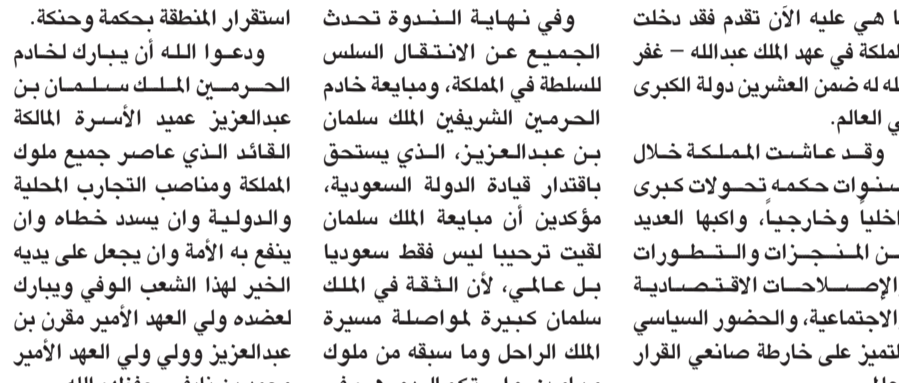 هي عليه الآن تقدم فقد دخلت
في عهد الملك عبدالله – غفر
له ضمن العشرين دولة الكبرى
العالم.
وقد عاشت المملكة خلال
سنوات حكمه تحولات كبرى
وخارجياً، واكبها العديد
المنجزات والتطورات
والإصلاحات الاقتصادية
والاجتماعية، والحضور السياسي
على خارطة صانعي القرار
وفي نهاية الندوة تحدث
الجميع عن الانتقال السلس
للسلطة في المملكة، ومبايعة خادم
الحرمين الشريفين الملك سلمان
بن عبدالعزيز، الذي يستحق
باقتدار قيادة الدولة السعودية،
مؤكدين أن مبايعة الملك سلمان
لقيت ترحيبا ليس فقط سعوديا
بل عالمي، لأن الثقة في الملك
سلمان كبيرة لمواصلة مسيرة
الملك الراحل وما سبقه من ملوك
استقرار المنطقة بحكمة وحنكة.
ودعوا الله أن يبارك لخادم
الحرمين الملك سلمان بن
عبدالعزيز عميد الأسرة المالكة
القائد الذي عاصر جميع ملوك
المملكة ومناصب التجارب المحلية
والدولية وان يسدد خطاه وان
ينفع به الأمة وان يجعل على يديه
الخير لهذا الشعب الوفي ويبارك
لعضده ولي العهد الأمير مقرن بن
عبدالعزيز وولي ولي العهد الأمير